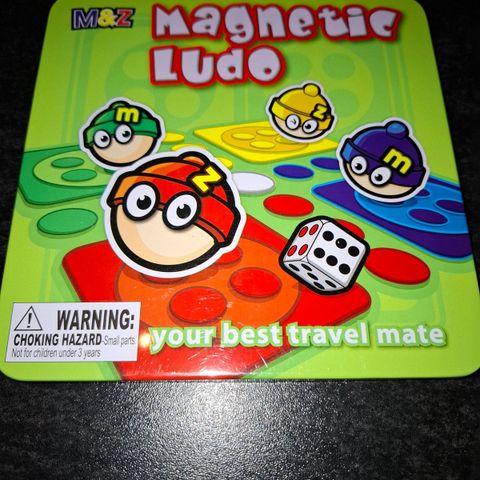 M&Z
Magnetic
Ludo
m
z
m
z
WARNING:
CHOKING HAZARD-Small parts
Not for children under 3 years
your best travel mate